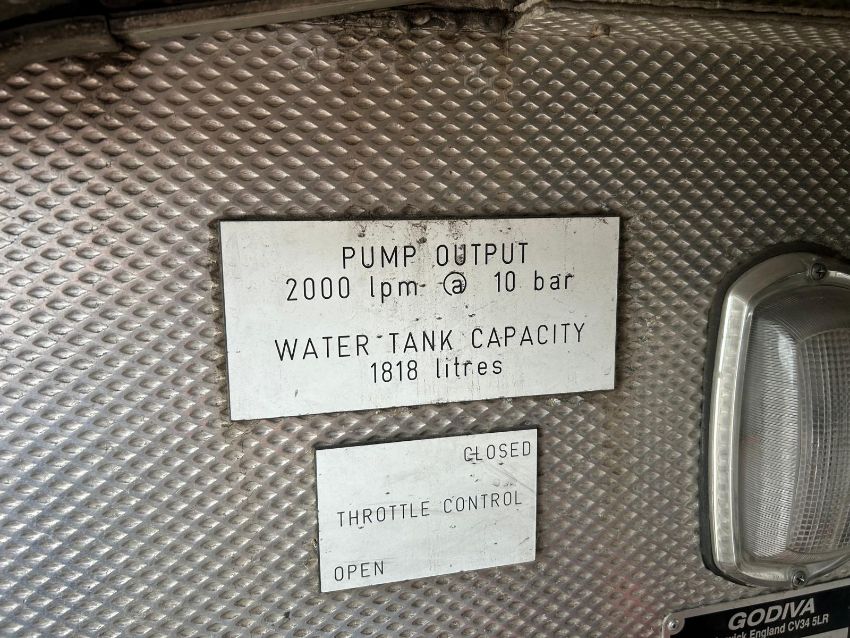 PUMP OUTPUT
2000 lpm @ 10 bar
WATER TANK CAPACITY
1818 litres
CLOSED
THROTTLE CONTROL
OPEN
GODIVA
England CV34 5LR